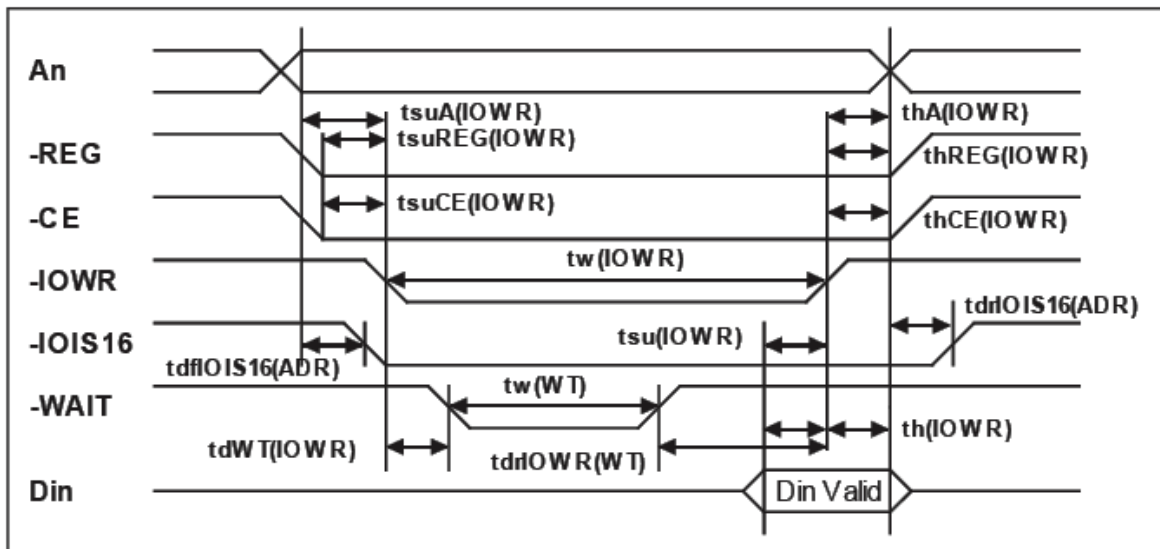 An
tsuA(IOWR)
thA(IOWR)
tsuREG(IOWR)
-REG
thREG(IOWR)
tsuCE(IOWR)
-CE
thCE(IOWR)
tw(IOWR)
-IOWR
tdrIOIS16(ADR)
tsu(IOWR)
-IOIS16
tdfIOIS16(ADR)
tw(WT)
-WAIT
th(IOWR)
tdWT(IOWR)
tdrIOWR(WT)
Din
Din Valid